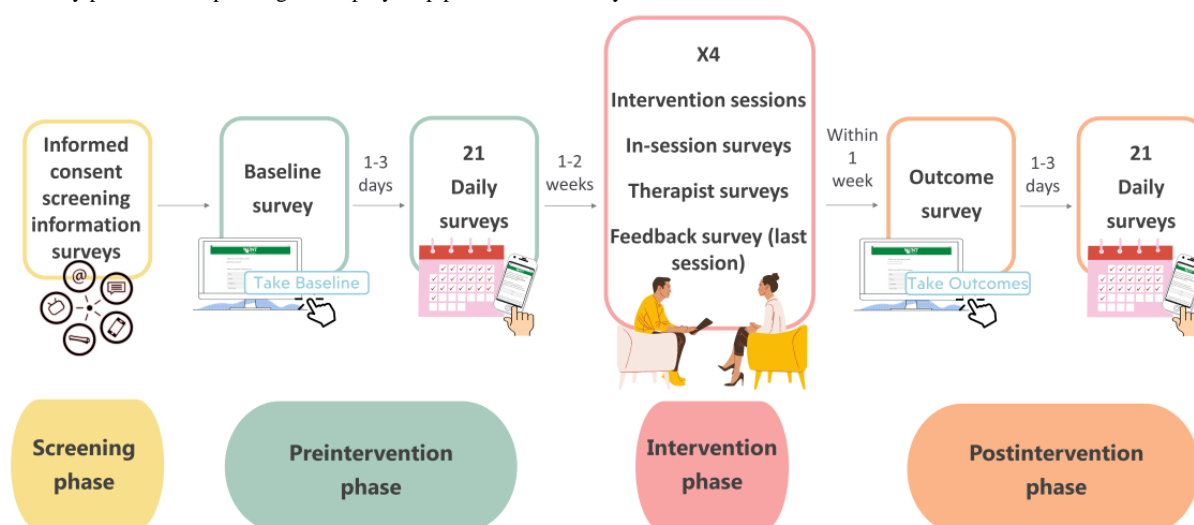 X4
Intervention sessions
In-session surveys
Therapist surveys
Feedback survey (last
session)
Informed
consent
screening
information
surveys
@
Baseline
survey
Take Baseline
1-3
days
21
Daily
surveys
1-2
weeks
Within
1
week
Outcome
survey
Take Outcomes
1-3
days
21
Daily
surveys
Screening
phase
Preintervention
phase
Intervention
phase
Postintervention
phase